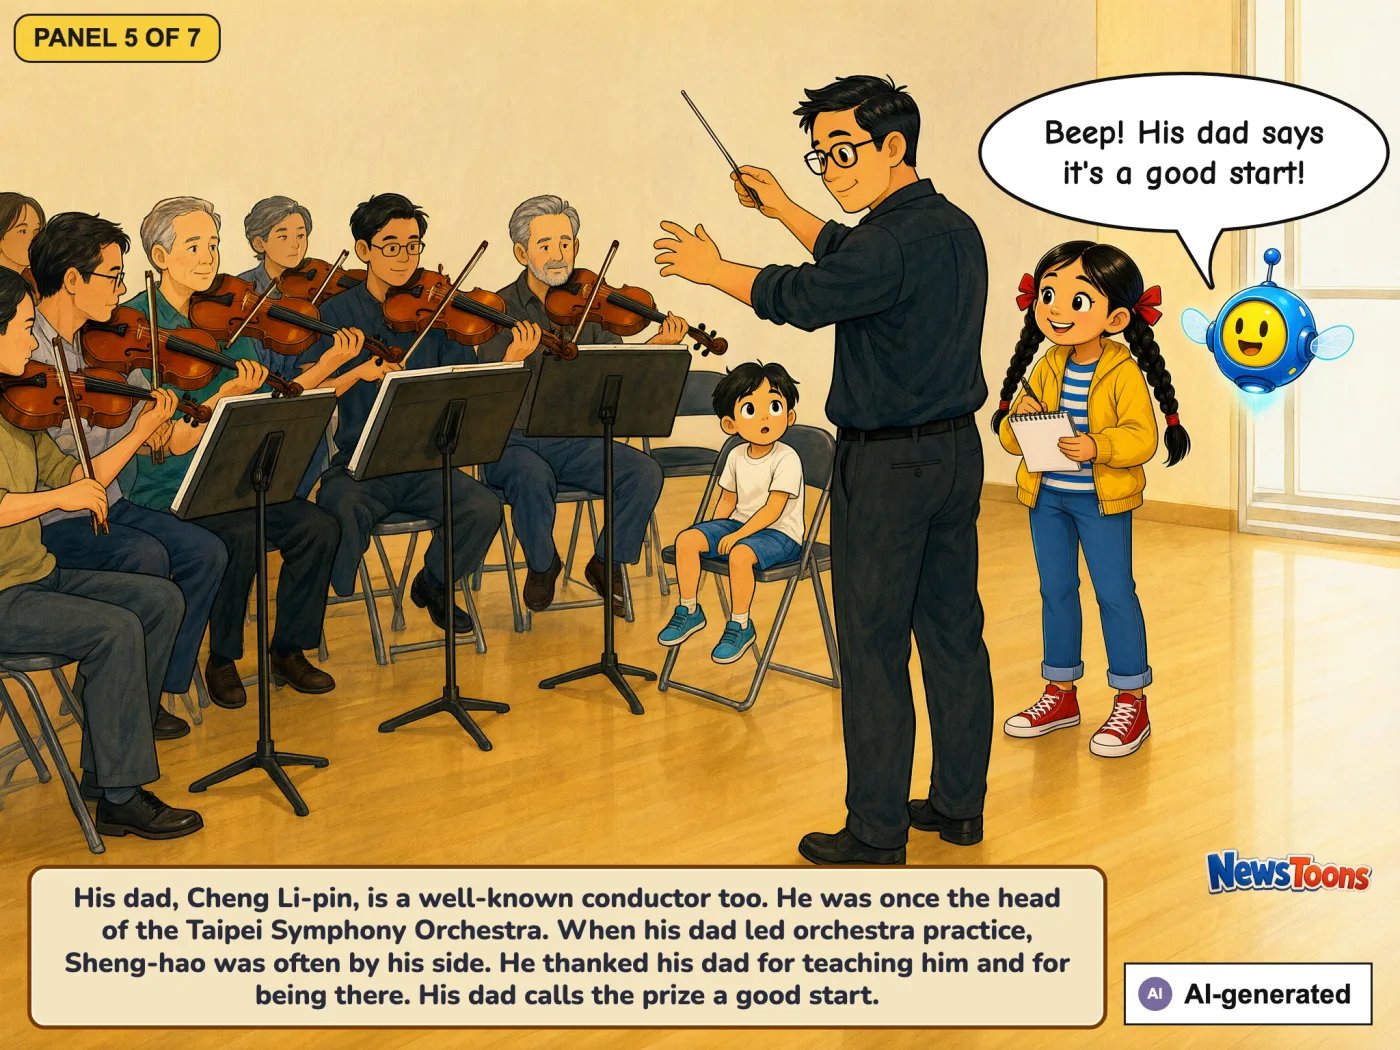 PANEL 5 OF 7
Beep! His dad says
it's a good start!
His dad, Cheng Li-pin, is a well-known conductor too. He was once the head
of the Taipei Symphony Orchestra. When his dad led orchestra practice,
Sheng-hao was often by his side. He thanked his dad for teaching him and for
being there. His dad calls the prize a good start.
NewsToons
AI AI-generated